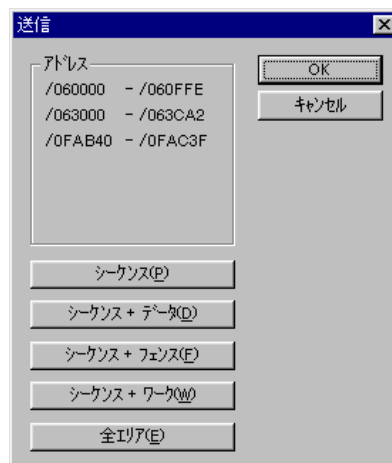 送信
ｱﾄﾞﾚｽ
/060000 - /060FFE
/063000 - /063CA2
/0FAB40 - /0FAC3F
OK
ｷｬﾝｾﾙ
ｼｰｹﾝｽ(P)
ｼｰｹﾝｽ + ﾃﾞｰﾀ(D)
ｼｰｹﾝｽ + ﾌｪﾝｽ(F)
ｼｰｹﾝｽ + ﾜｰｸ(W)
全ｴﾘｱ(E)